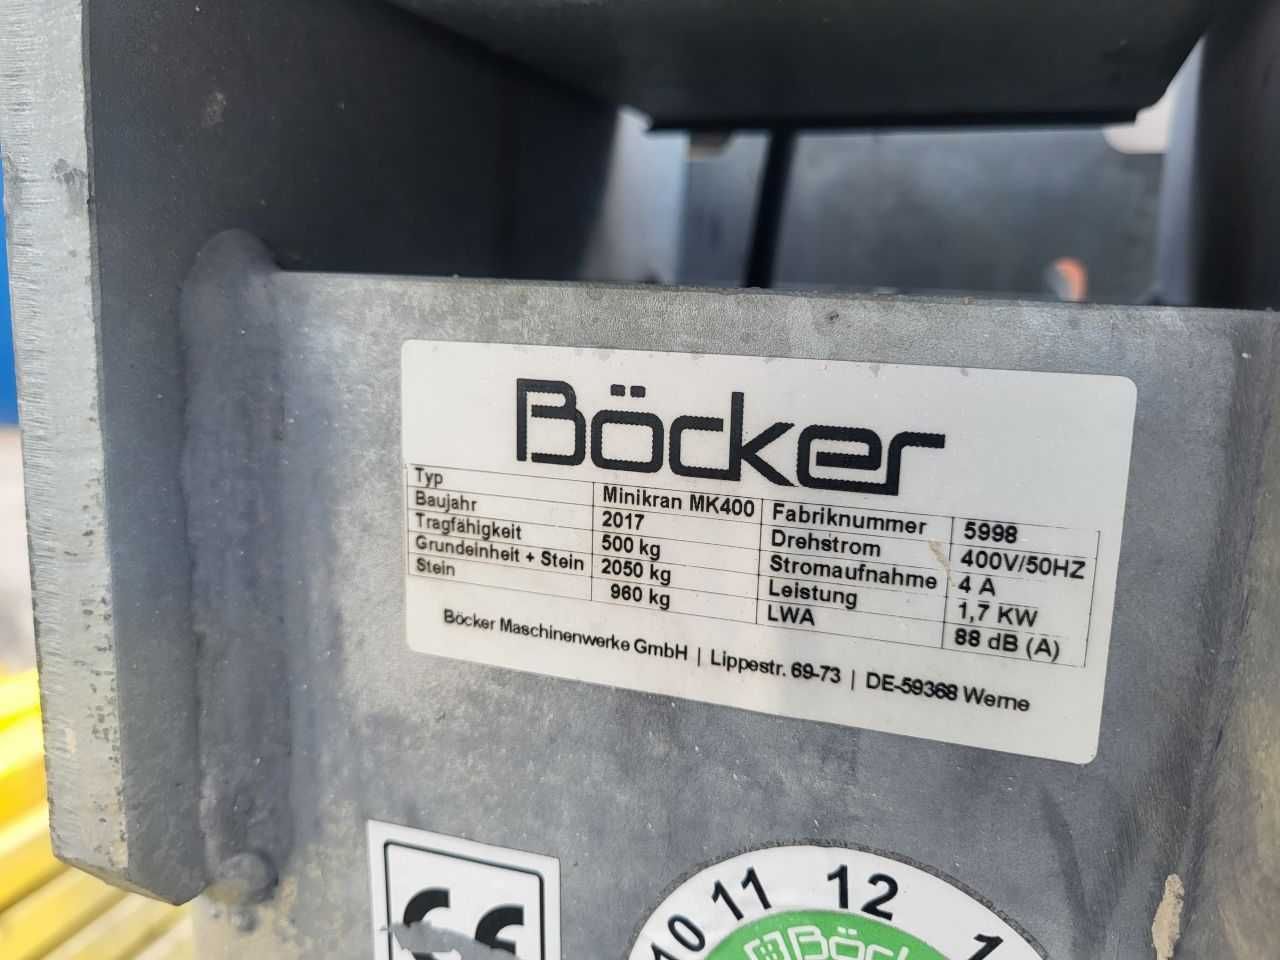 Böcker
Typ Minikran MK400 Fabriknummer 5998
Baujahr 2017 Drehstrom 400V/50HZ
Tragfähigkeit 500 kg Stromaufnahme 4 A
Grundeinheit + Stein 2050 kg Leistung 1,7 KW
Stein 960 kg LWA 88 dB (A)
Böcker Maschinenwerke GmbH | Lippestr. 69-73 | DE-59368 Werne
CE
10 11 12 1
Böcker